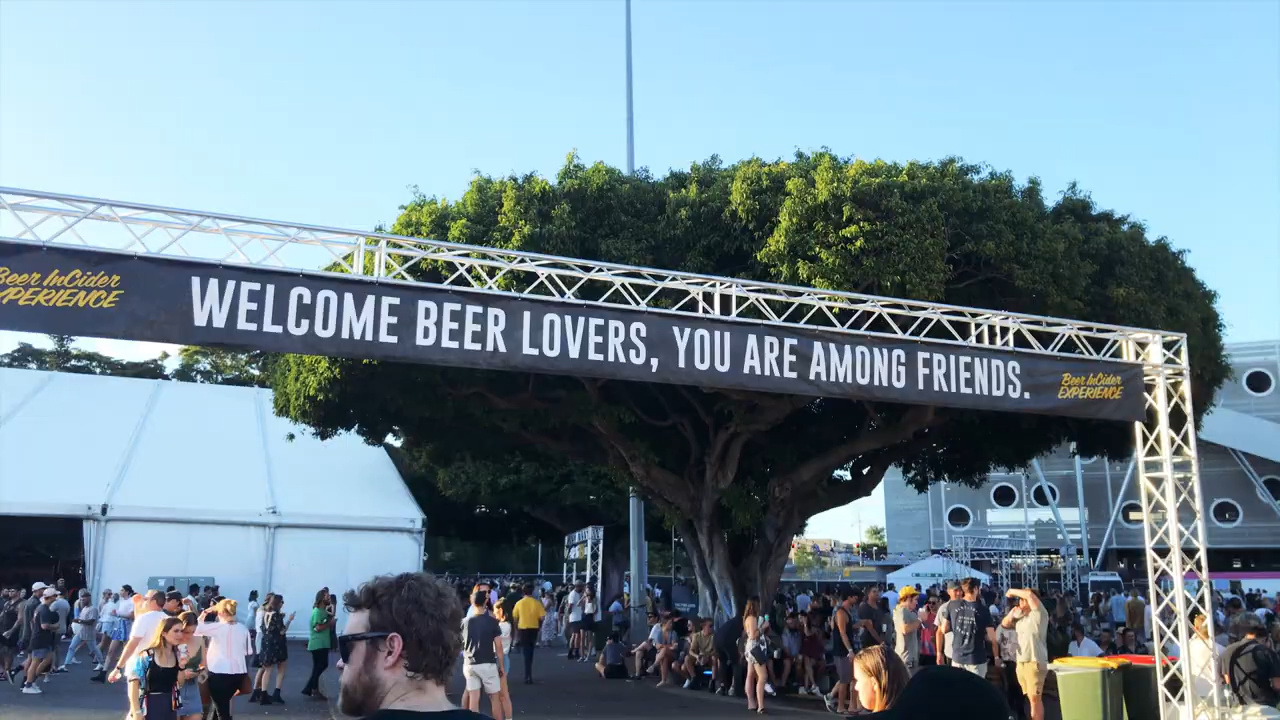 Beer InCider
EXPERIENCE
WELCOME BEER LOVERS, YOU ARE AMONG FRIENDS.
Beer InCider
EXPERIENCE